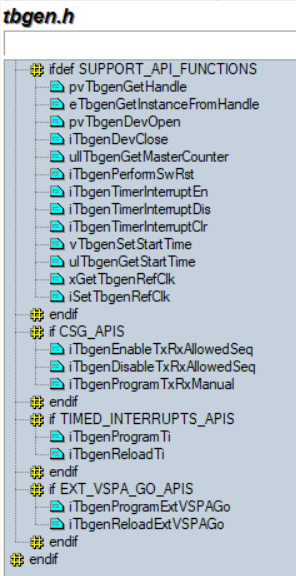 tbgen.h
ifdef SUPPORT_API_FUNCTIONS
pvTbgenGetHandle
eTbgenGetInstanceFromHandle
pvTbgenDevOpen
iTbgenDevClose
ullTbgenGetMasterCounter
iTbgenPerformSwRst
iTbgenTimerInterruptEn
iTbgenTimerInterruptDis
iTbgenTimerInterruptClr
vTbgenSetStartTime
ulTbgenGetStartTime
xGetTbgenRefClk
iSetTbgenRefClk
endif
if CSG_APIS
iTbgenEnableTxRxAllowedSeq
iTbgenDisableTxRxAllowedSeq
iTbgenProgramTxRxManual
endif
if TIMED_INTERRUPTS_APIS
iTbgenProgramTi
iTbgenReloadTi
endif
if EXT_VSPA_GO_APIS
iTbgenProgramExtVSPAGo
iTbgenReloadExtVSPAGo
endif
endif